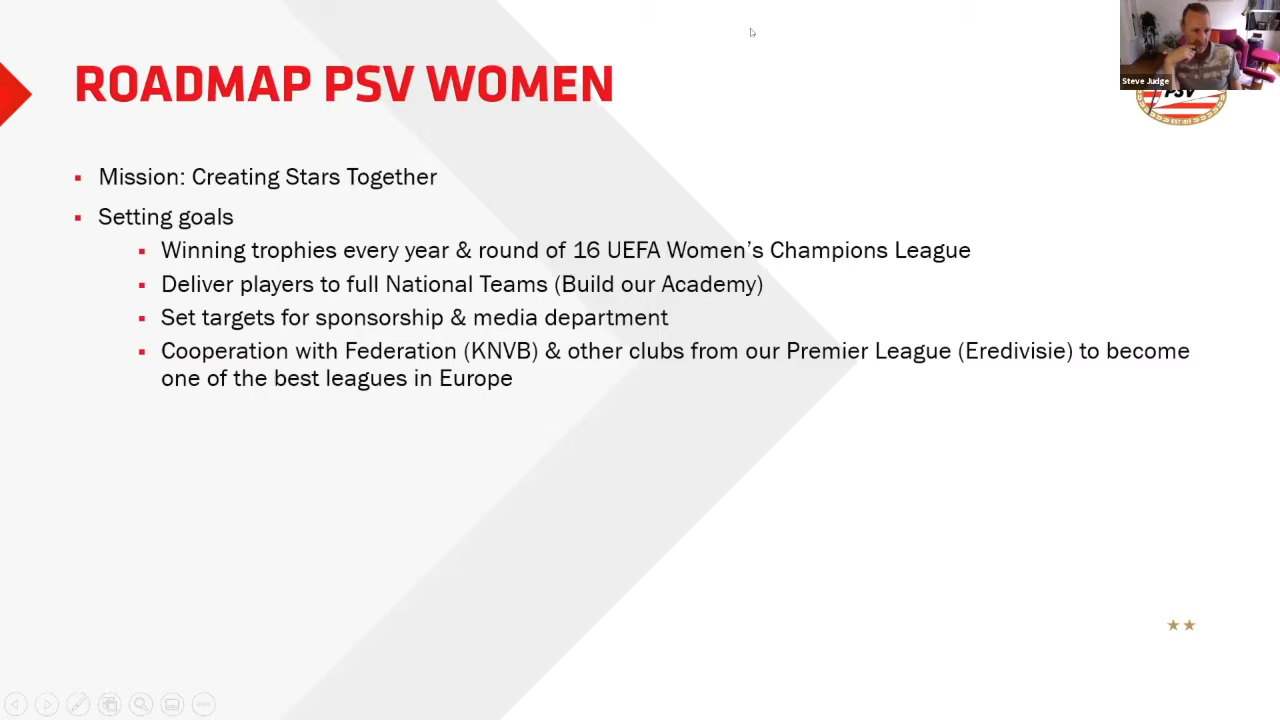 Steve Judge
PSV
EST 1913
ROADMAP PSV WOMEN
Mission: Creating Stars Together
Setting goals
Winning trophies every year & round of 16 UEFA Women’s Champions League
Deliver players to full National Teams (Build our Academy)
Set targets for sponsorship & media department
Cooperation with Federation (KNVB) & other clubs from our Premier League (Eredivisie) to become
one of the best leagues in Europe